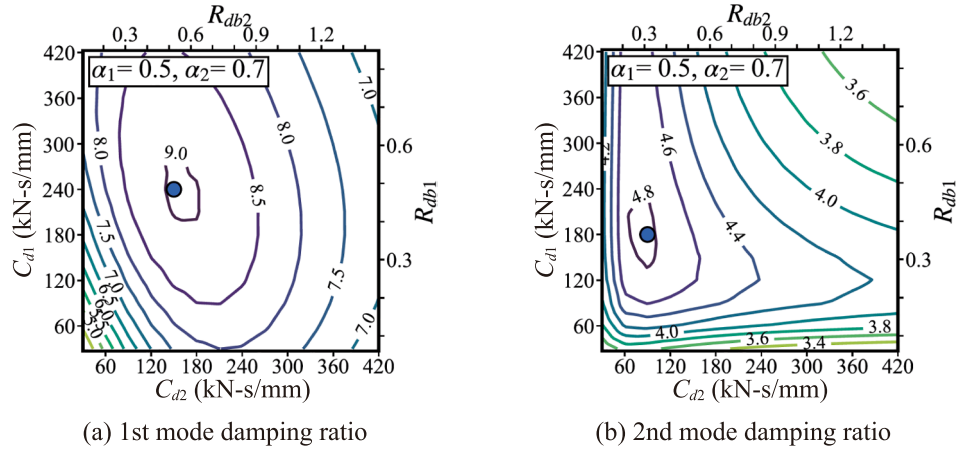 R_db2
0.3 0.6 0.9 1.2
420
360
300
240
180
120
60
C_d1 (kN-s/mm)
α₁= 0.5, α₂= 0.7
7.0
8.0
8.0
9.0
8.5
7.5
7.5
7.0
6.5
6.0
7.0
0.6
0.3
R_db1
60 120 180 240 300 360 420
C_d2 (kN-s/mm)
(a) 1st mode damping ratio
R_db2
0.3 0.6 0.9 1.2
420
360
300
240
180
120
60
C_d1 (kN-s/mm)
α₁= 0.5, α₂= 0.7
3.6
3.8
4.6
4.2
4.8
4.0
4.4
4.0
3.8
3.6
3.4
0.6
0.3
R_db1
60 120 180 240 300 360 420
C_d2 (kN-s/mm)
(b) 2nd mode damping ratio